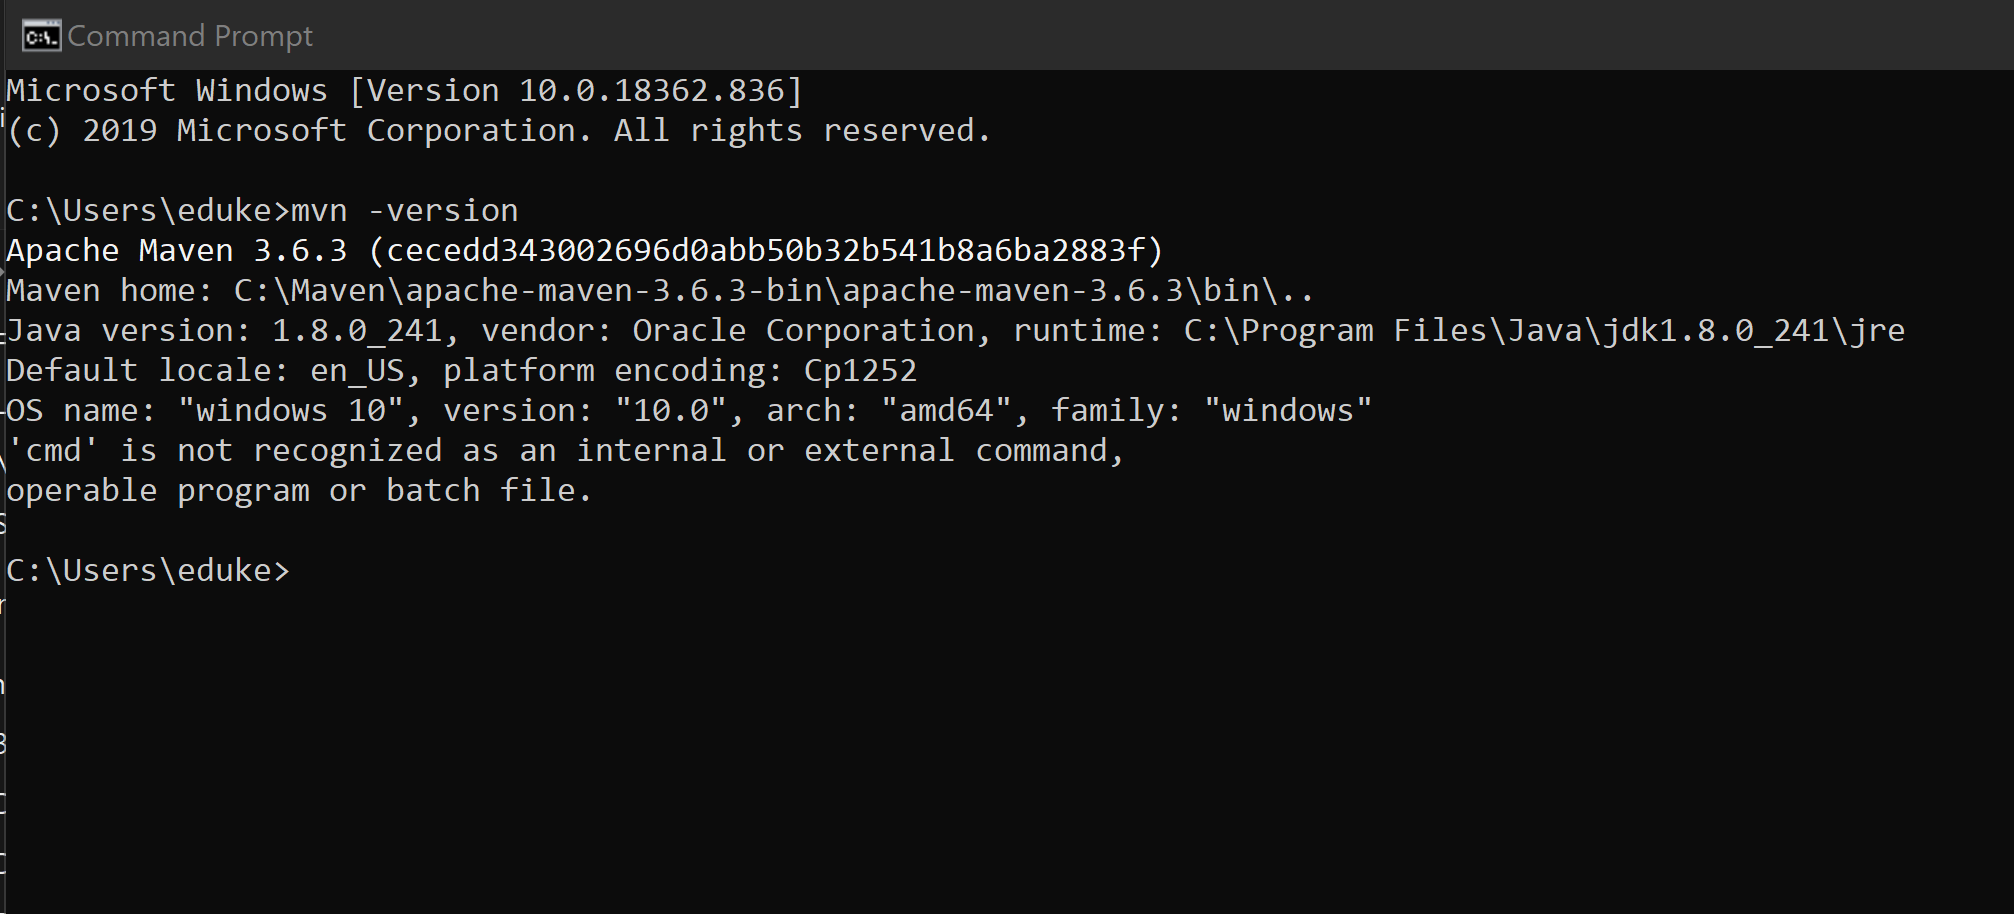 Command Prompt
Microsoft Windows [Version 10.0.18362.836]
(c) 2019 Microsoft Corporation. All rights reserved.
C:\Users\eduke>mvn -version
Apache Maven 3.6.3 (cecedd343002696d0abb50b32b541b8a6ba2883f)
Maven home: C:\Maven\apache-maven-3.6.3-bin\apache-maven-3.6.3\bin\..
Java version: 1.8.0_241, vendor: Oracle Corporation, runtime: C:\Program Files\Java\jdk1.8.0_241\jre
Default locale: en_US, platform encoding: Cp1252
OS name: "windows 10", version: "10.0", arch: "amd64", family: "windows"
'cmd' is not recognized as an internal or external command,
operable program or batch file.
C:\Users\eduke>